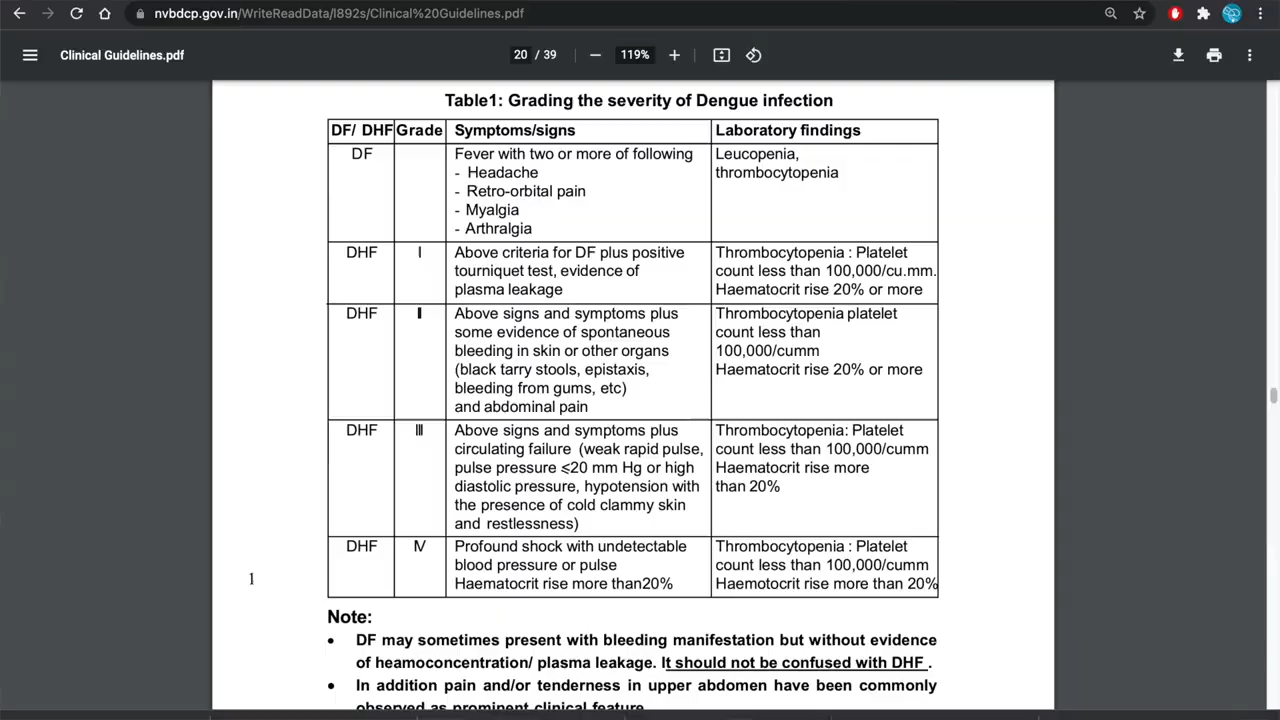 nvbdcp.gov.in/WriteReadData/l892s/Clinical%20Guidelines.pdf
Clinical Guidelines.pdf
20 / 39
119%
Table1: Grading the severity of Dengue infection
DF/ DHF Grade Symptoms/signs Laboratory findings
DF
Fever with two or more of following
- Headache
- Retro-orbital pain
- Myalgia
- Arthralgia
Leucopenia,
thrombocytopenia
DHF
I
Above criteria for DF plus positive
tourniquet test, evidence of
plasma leakage
Thrombocytopenia : Platelet
count less than 100,000/cu.mm.
Haematocrit rise 20% or more
DHF
II
Above signs and symptoms plus
some evidence of spontaneous
bleeding in skin or other organs
(black tarry stools, epistaxis,
bleeding from gums, etc)
and abdominal pain
Thrombocytopenia platelet
count less than
100,000/cumm
Haematocrit rise 20% or more
DHF
III
Above signs and symptoms plus
circulating failure (weak rapid pulse,
pulse pressure ⩽20 mm Hg or high
diastolic pressure, hypotension with
the presence of cold clammy skin
and restlessness)
Thrombocytopenia: Platelet
count less than 100,000/cumm
Haematocrit rise more
than 20%
DHF
IV
Profound shock with undetectable
blood pressure or pulse
Haematocrit rise more than20%
Thrombocytopenia : Platelet
count less than 100,000/cumm
Haemotocrit rise more than 20%
1
Note:
• DF may sometimes present with bleeding manifestation but without evidence
of heamoconcentration/ plasma leakage. It should not be confused with DHF .
• In addition pain and/or tenderness in upper abdomen have been commonly
observed as prominent clinical feature.